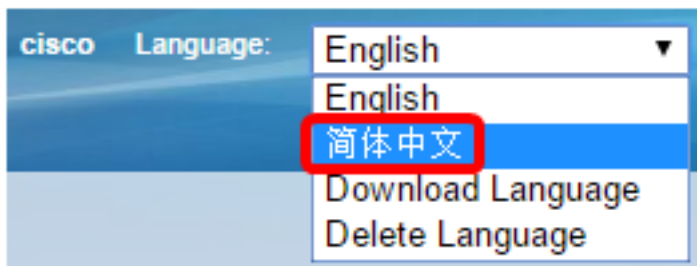 cisco Language: English
English
简体中文
Download Language
Delete Language